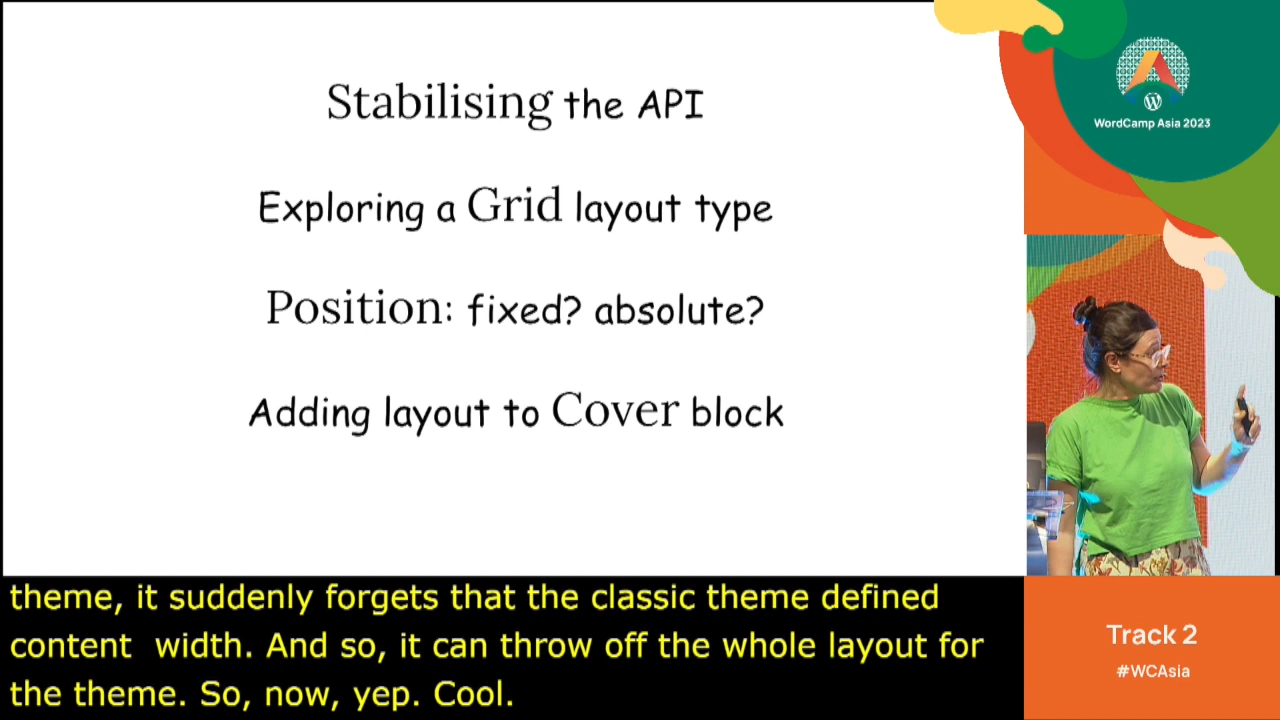 Stabilising the API
Exploring a Grid layout type
Position: fixed? absolute?
Adding layout to Cover block
WordCamp Asia 2023
theme, it suddenly forgets that the classic theme defined
content  width. And so, it can throw off the whole layout for
the theme. So, now, yep. Cool.
Track 2
#WCAsia